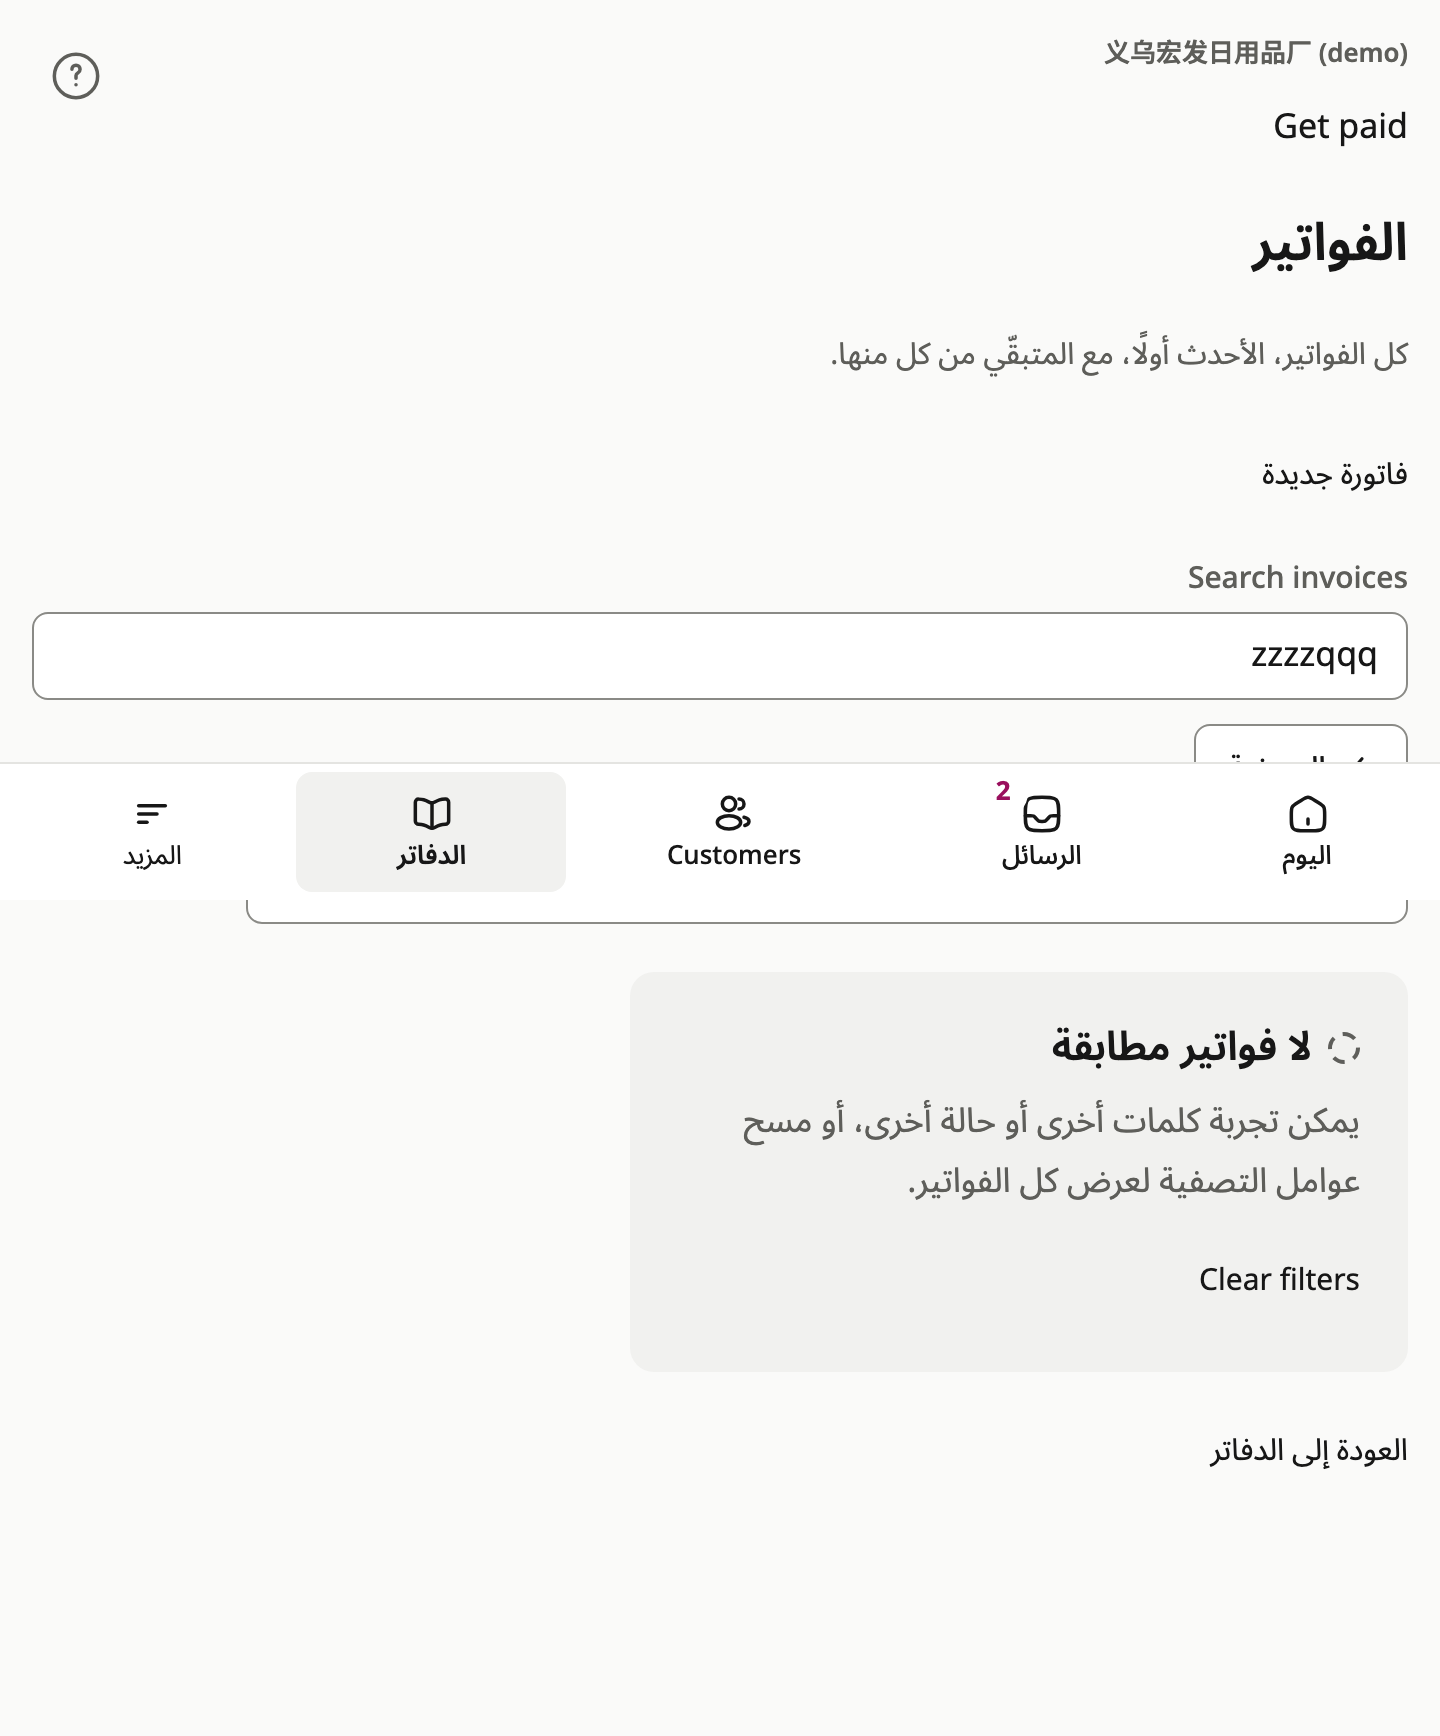 义乌宏发日用品厂 (demo)
Get paid
الفواتير
كل الفواتير، الأحدث أولًا، مع المتبقّي من كل منها.
فاتورة جديدة
Search invoices
zzzzqqq
اليوم
2
الرسائل
Customers
الدفاتر
المزيد
لا فواتير مطابقة
يمكن تجربة كلمات أخرى أو حالة أخرى، أو مسح
عوامل التصفية لعرض كل الفواتير.
Clear filters
العودة إلى الدفاتر